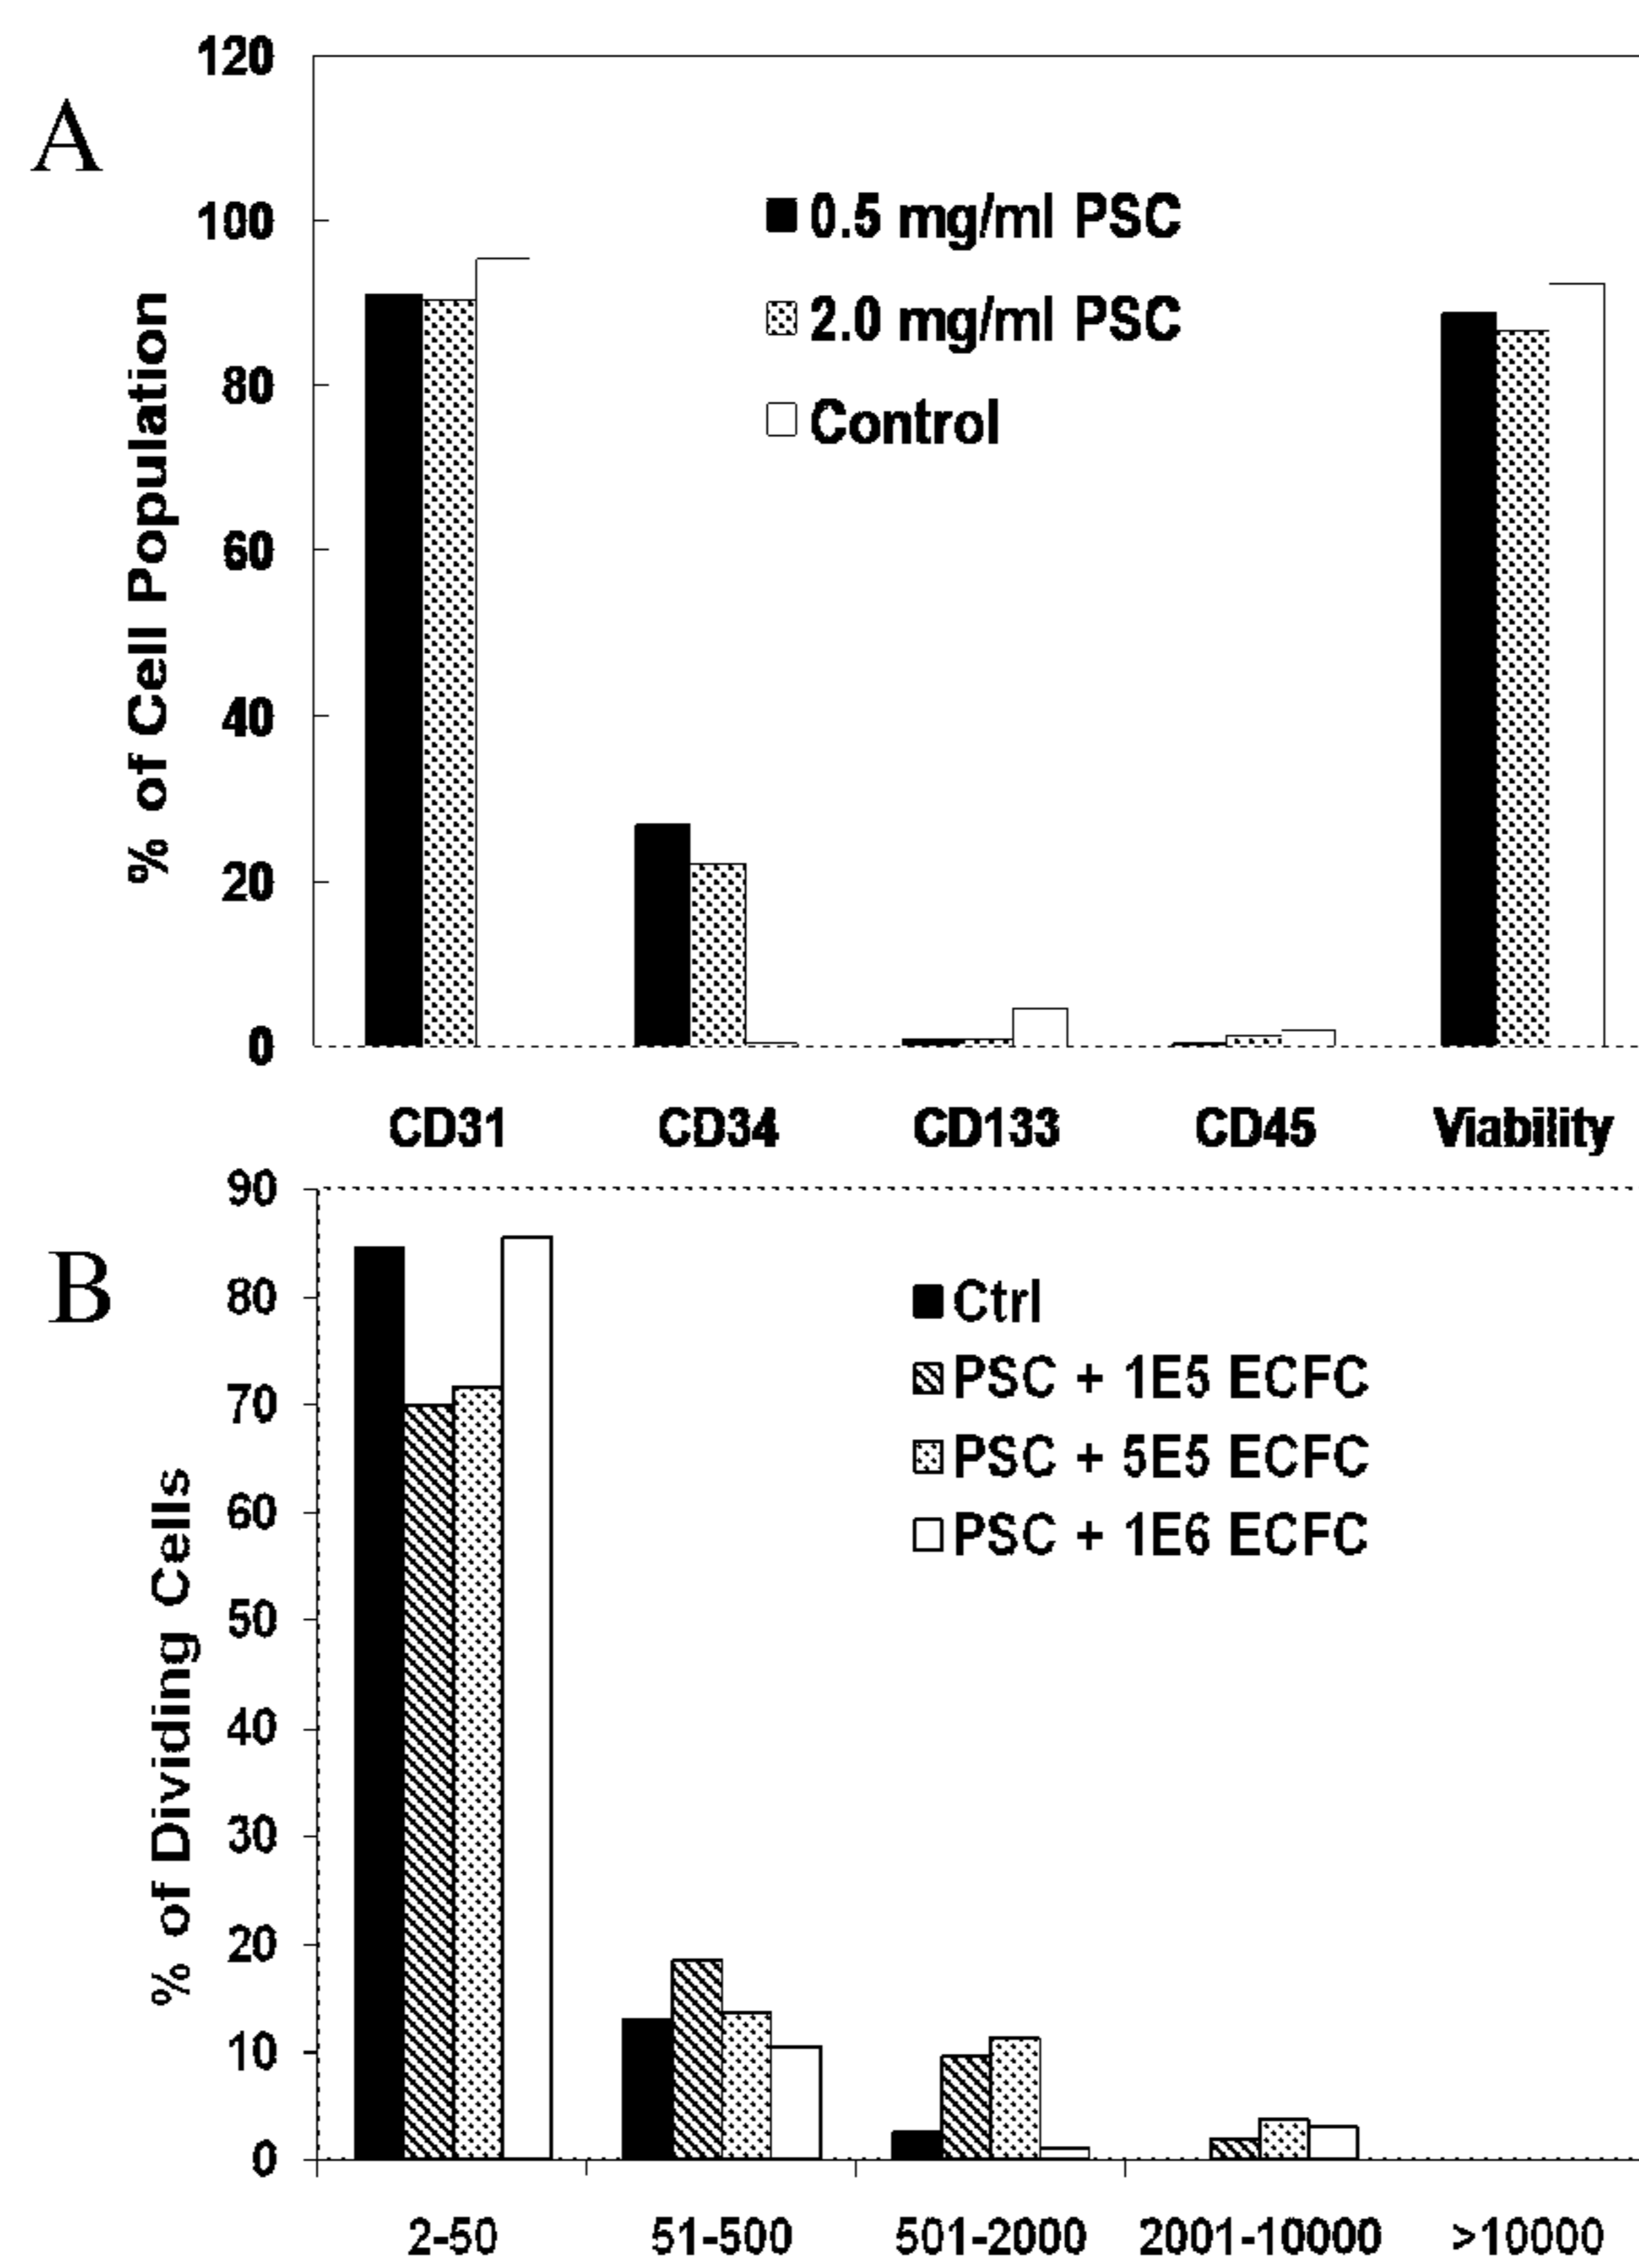 A
120
100
80
60
40
20
0
% of Cell Population
0.5 mg/ml PSC
2.0 mg/ml PSC
Control
CD31 CD34 CD133 CD45 Viability
B
90
80
70
60
50
40
30
20
10
0
% of Dividing Cells
Ctrl
PSC + 1E5 ECFC
PSC + 5E5 ECFC
PSC + 1E6 ECFC
2-50 51-500 501-2000 2001-10000 >10000